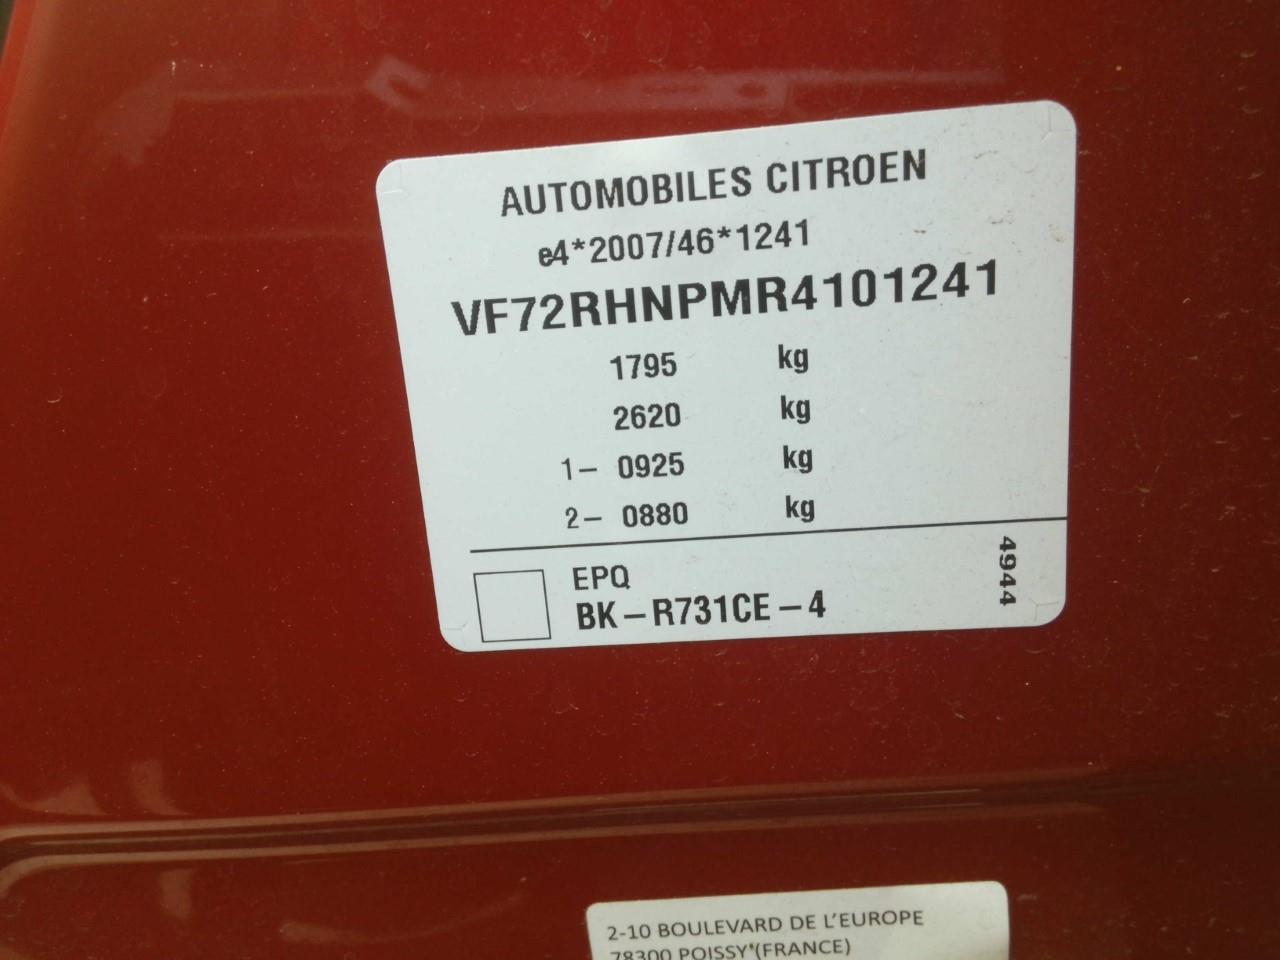 AUTOMOBILES CITROEN
e4*2007/46*1241
VF72RHNPMR4101241
1795 kg
2620 kg
1- 0925 kg
2- 0880 kg
EPQ
BK-R731CE-4
4944
2-10 BOULEVARD DE L'EUROPE
78300 POISSY (FRANCE)